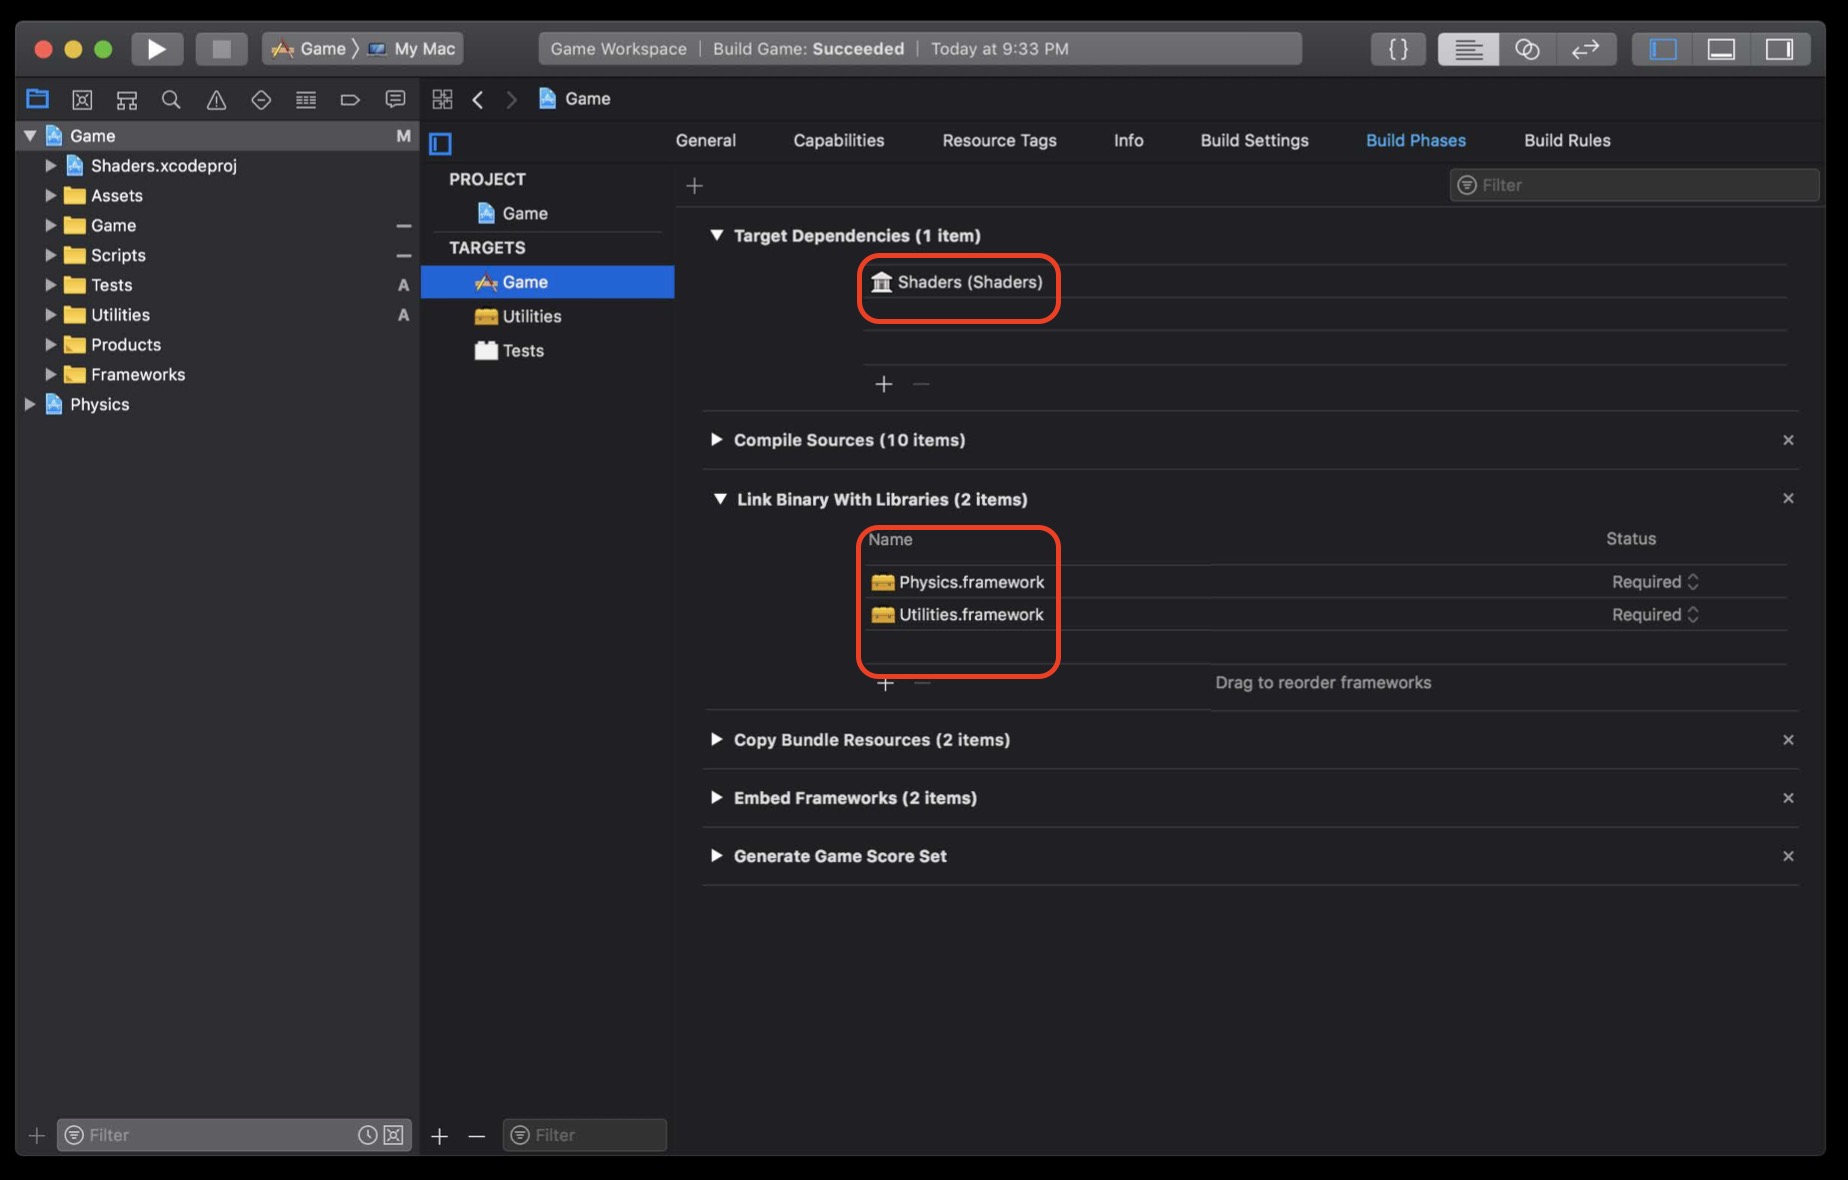 Game 〉 My Mac
Game Workspace | Build Game: Succeeded | Today at 9:33 PM
{ }
Game
Game M
Shaders.xcodeproj
Assets
Game
Scripts
Tests A
Utilities A
Products
Frameworks
Physics
Filter
General Capabilities Resource Tags Info Build Settings Build Phases Build Rules
PROJECT
Game
TARGETS
Game
Utilities
Tests
Filter
Filter
Target Dependencies (1 item)
Shaders (Shaders)
Compile Sources (10 items)
Link Binary With Libraries (2 items)
Name Status
Physics.framework Required
Utilities.framework Required
Drag to reorder frameworks
Copy Bundle Resources (2 items)
Embed Frameworks (2 items)
Generate Game Score Set